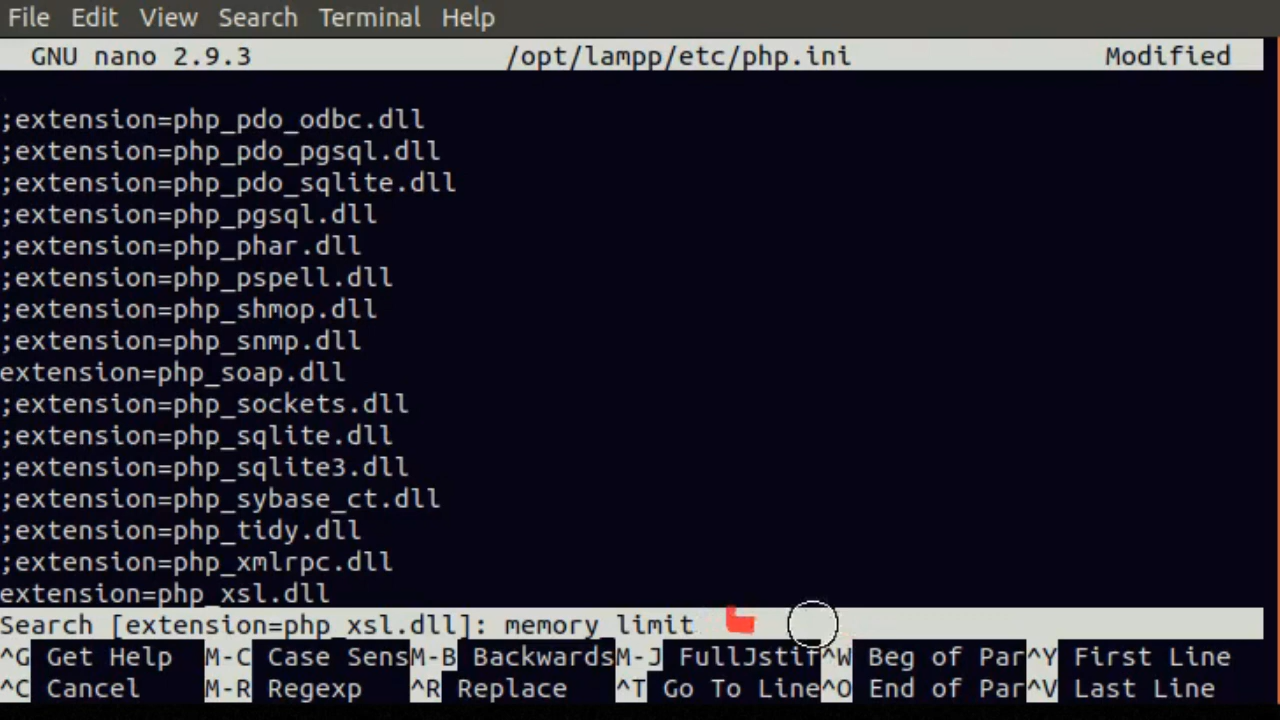 File Edit View Search Terminal Help
GNU nano 2.9.3 /opt/lampp/etc/php.ini Modified
;extension=php_pdo_odbc.dll
;extension=php_pdo_pgsql.dll
;extension=php_pdo_sqlite.dll
;extension=php_pgsql.dll
;extension=php_phar.dll
;extension=php_pspell.dll
;extension=php_shmop.dll
;extension=php_snmp.dll
extension=php_soap.dll
;extension=php_sockets.dll
;extension=php_sqlite.dll
;extension=php_sqlite3.dll
;extension=php_sybase_ct.dll
;extension=php_tidy.dll
;extension=php_xmlrpc.dll
extension=php_xsl.dll
Search [extension=php_xsl.dll]: memory_limit
^G Get Help M-C Case SensM-B BackwardsM-J FullJstif^W Beg of Par^Y First Line
^C Cancel M-R Regexp ^R Replace ^T Go To Line^O End of Par^V Last Line